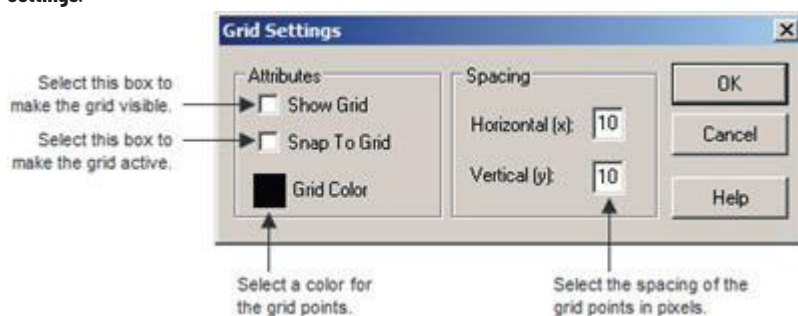 settings.
Grid Settings
Attributes
Show Grid
Snap To Grid
Grid Color
Spacing
Horizontal (x):
10
Vertical (y):
10
OK
Cancel
Help
Select this box to
make the grid visible.
Select this box to
make the grid active.
Select a color for
the grid points.
Select the spacing of the
grid points in pixels.